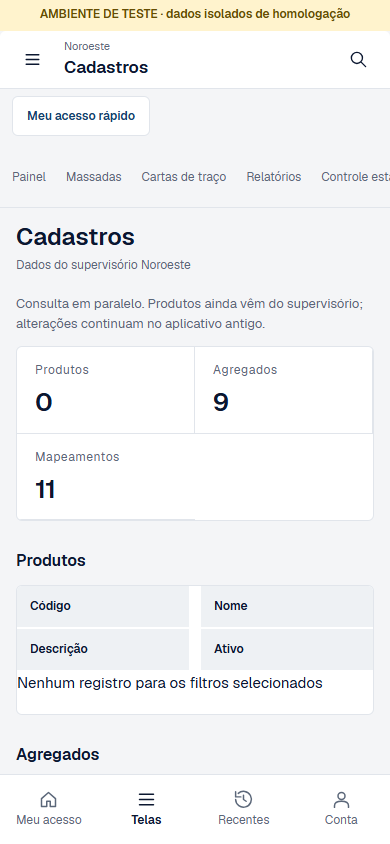 AMBIENTE DE TESTE · dados isolados de homologação
Noroeste
Cadastros
Meu acesso rápido
Painel Massadas Cartas de traço Relatórios Controle est
Cadastros
Dados do supervisório Noroeste
Consulta em paralelo. Produtos ainda vêm do supervisório;
alterações continuam no aplicativo antigo.
Produtos Agregados
0 9
Mapeamentos
11
Produtos
Código Nome
Descrição Ativo
Nenhum registro para os filtros selecionados
Agregados
Meu acesso Telas Recentes Conta